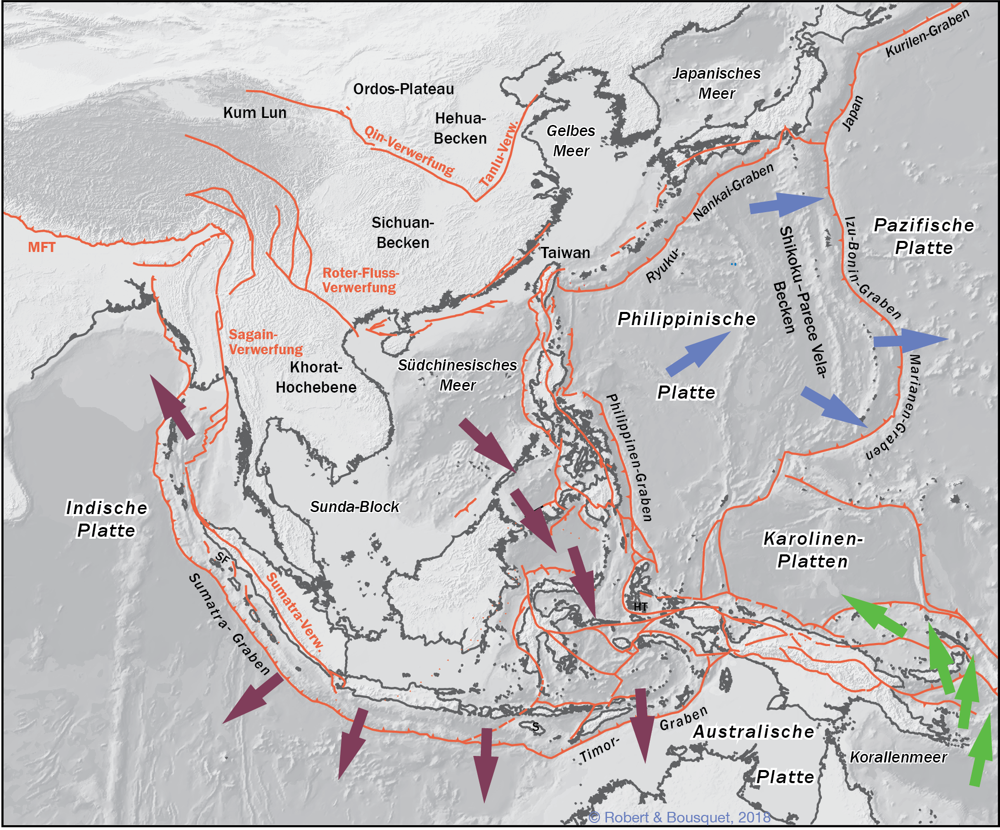 Kurilen-Graben
Japanisches
Meer
Ordos-Plateau
Kum Lun
Hehua-
Becken
Japan
Gelbes
Meer
Qin-Verwerfung
Tanlu-Verw.
Nankai-Graben
Sichuan-
Becken
Pazifische
Platte
MFT
Taiwan
Izu-Bonin-Graben
Shikoku–Parece Vela-
Becken
Ryuku-
Roter-Fluss-
Verwerfung
Philippinische
Platte
Sagain-
Verwerfung
Khorat-
Hochebene
Südchinesisches
Meer
Marianen-Graben
Philippinen-Graben
Indische
Platte
Sunda-Block
Karolinen-
Platten
SF
Sumatra-Graben
Sumatra-Verw.
HT
S
Timor-
Graben
Australische
Platte
Korallenmeer
© Robert & Bousquet, 2018